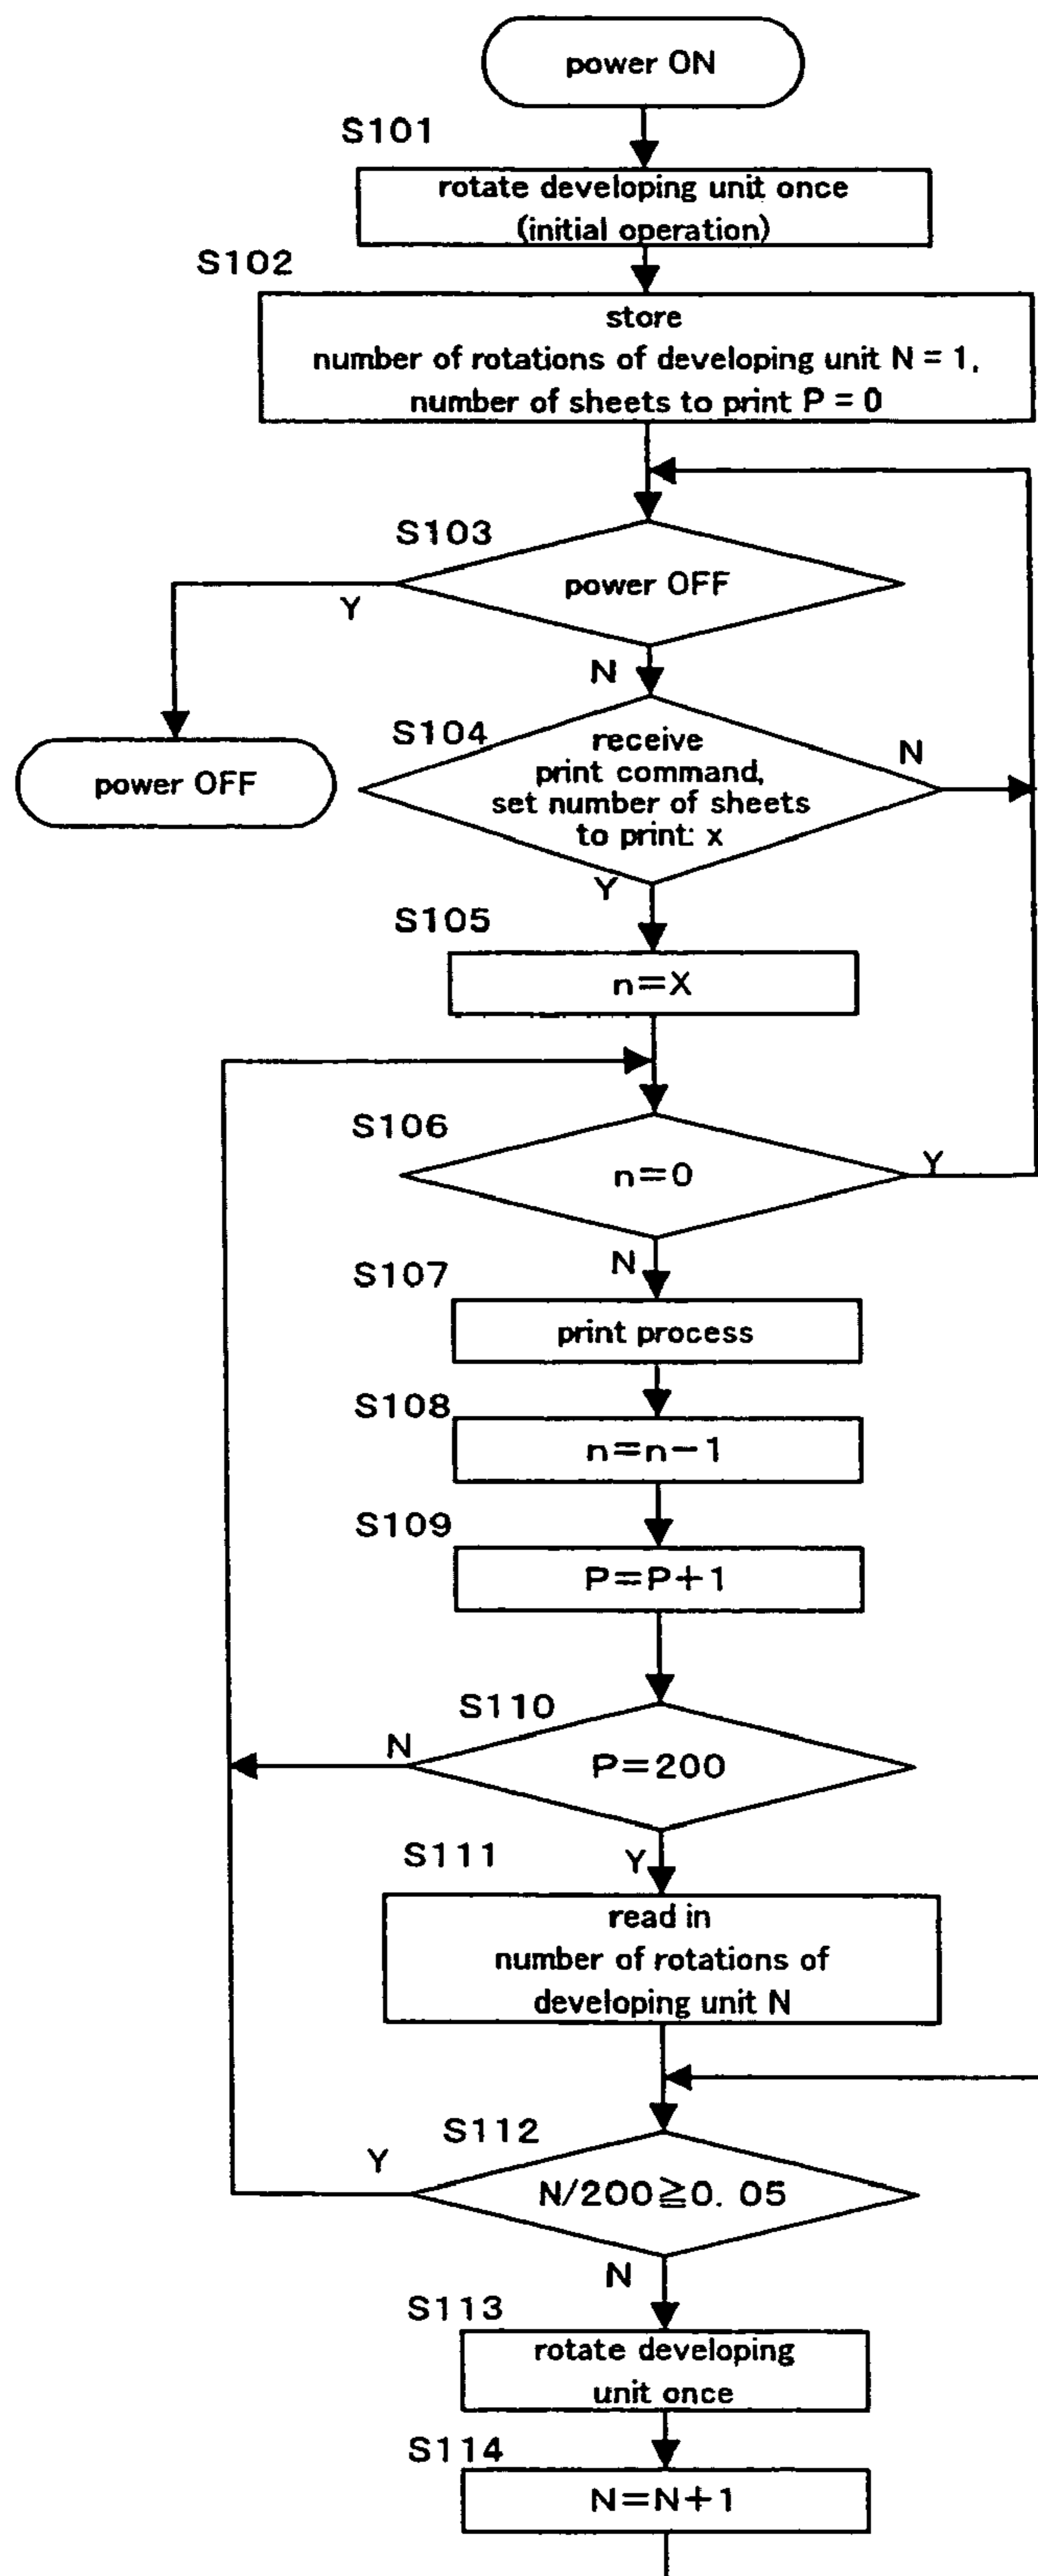 power ON
S101
rotate developing unit once
(initial operation)
S102
store
number of rotations of developing unit N = 1,
number of sheets to print P = 0
S103
power OFF
Y
N
power OFF
S104
receive
print command,
set number of sheets
to print: x
N
Y
S105
n=X
S106
n=0
Y
N
S107
print process
S108
n=n-1
S109
P=P+1
S110
P=200
N
Y
S111
read in
number of rotations of
developing unit N
S112
N/200≧0. 05
Y
N
S113
rotate developing
unit once
S114
N=N+1